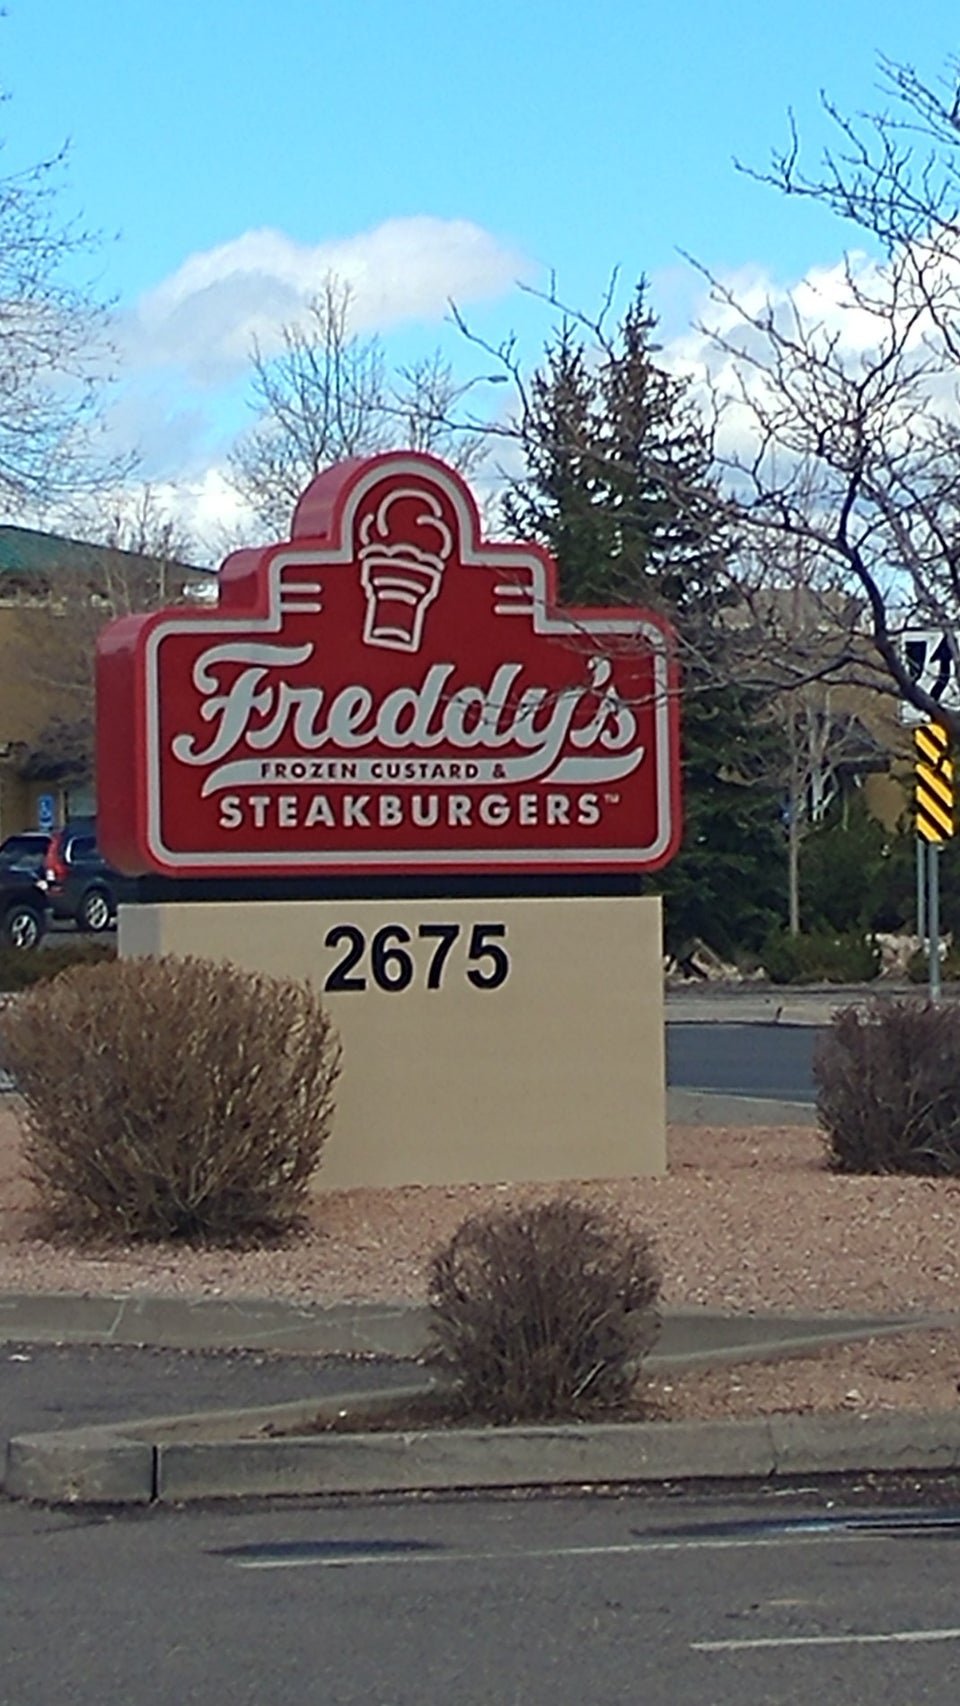 Freddy's
FROZEN CUSTARD &
STEAKBURGERS™
2675